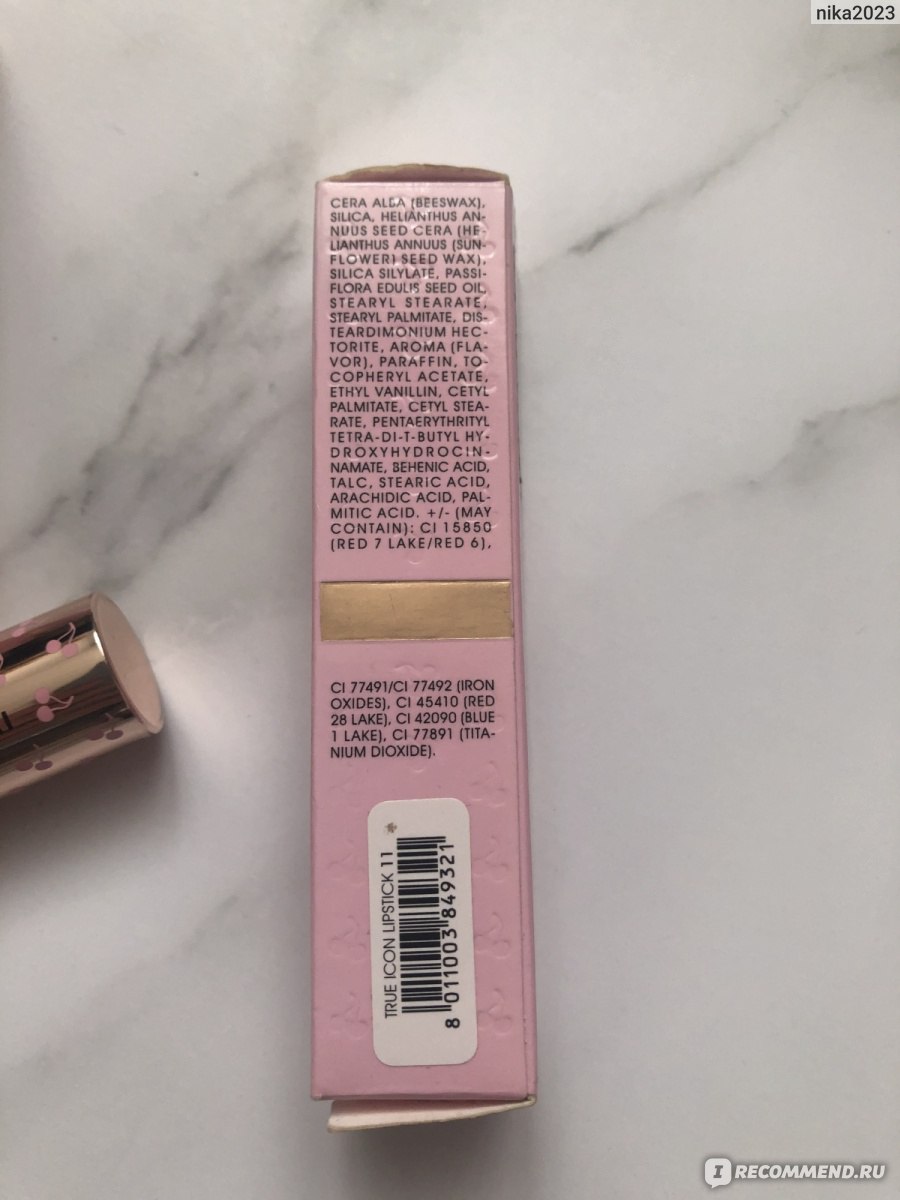 nika2023
CERA ALBA (BEESWAX),
SILICA, HELIANTHUS AN-
NUUS SEED CERA (HE-
LIANTHUS ANNUUS (SUN-
FLOWER) SEED WAX),
SILICA SILYLATE, PASSI-
FLORA EDULIS SEED OIL,
STEARYL STEARATE,
STEARYL PALMITATE, DIS-
TEARDIMONIUM HEC-
TORITE, AROMA (FLA-
VOR), PARAFFIN, TO-
COPHERYL ACETATE,
ETHYL VANILLIN, CETYL
PALMITATE, CETYL STEA-
RATE, PENTAERYTHRITYL
TETRA-DI-T-BUTYL HY-
DROXYHYDROCIN-
NAMATE, BEHENIC ACID,
TALC, STEARIC ACID,
ARACHIDIC ACID, PAL-
MITIC ACID. +/- (MAY
CONTAIN): CI 15850
(RED 7 LAKE/RED 6),
CI 77491/CI 77492 (IRON
OXIDES), CI 45410 (RED
28 LAKE), CI 42090 (BLUE
1 LAKE), CI 77891 (TITA-
NIUM DIOXIDE).
TRUE ICON LIPSTICK 11
8 011003 849321
IRECOMMEND.RU